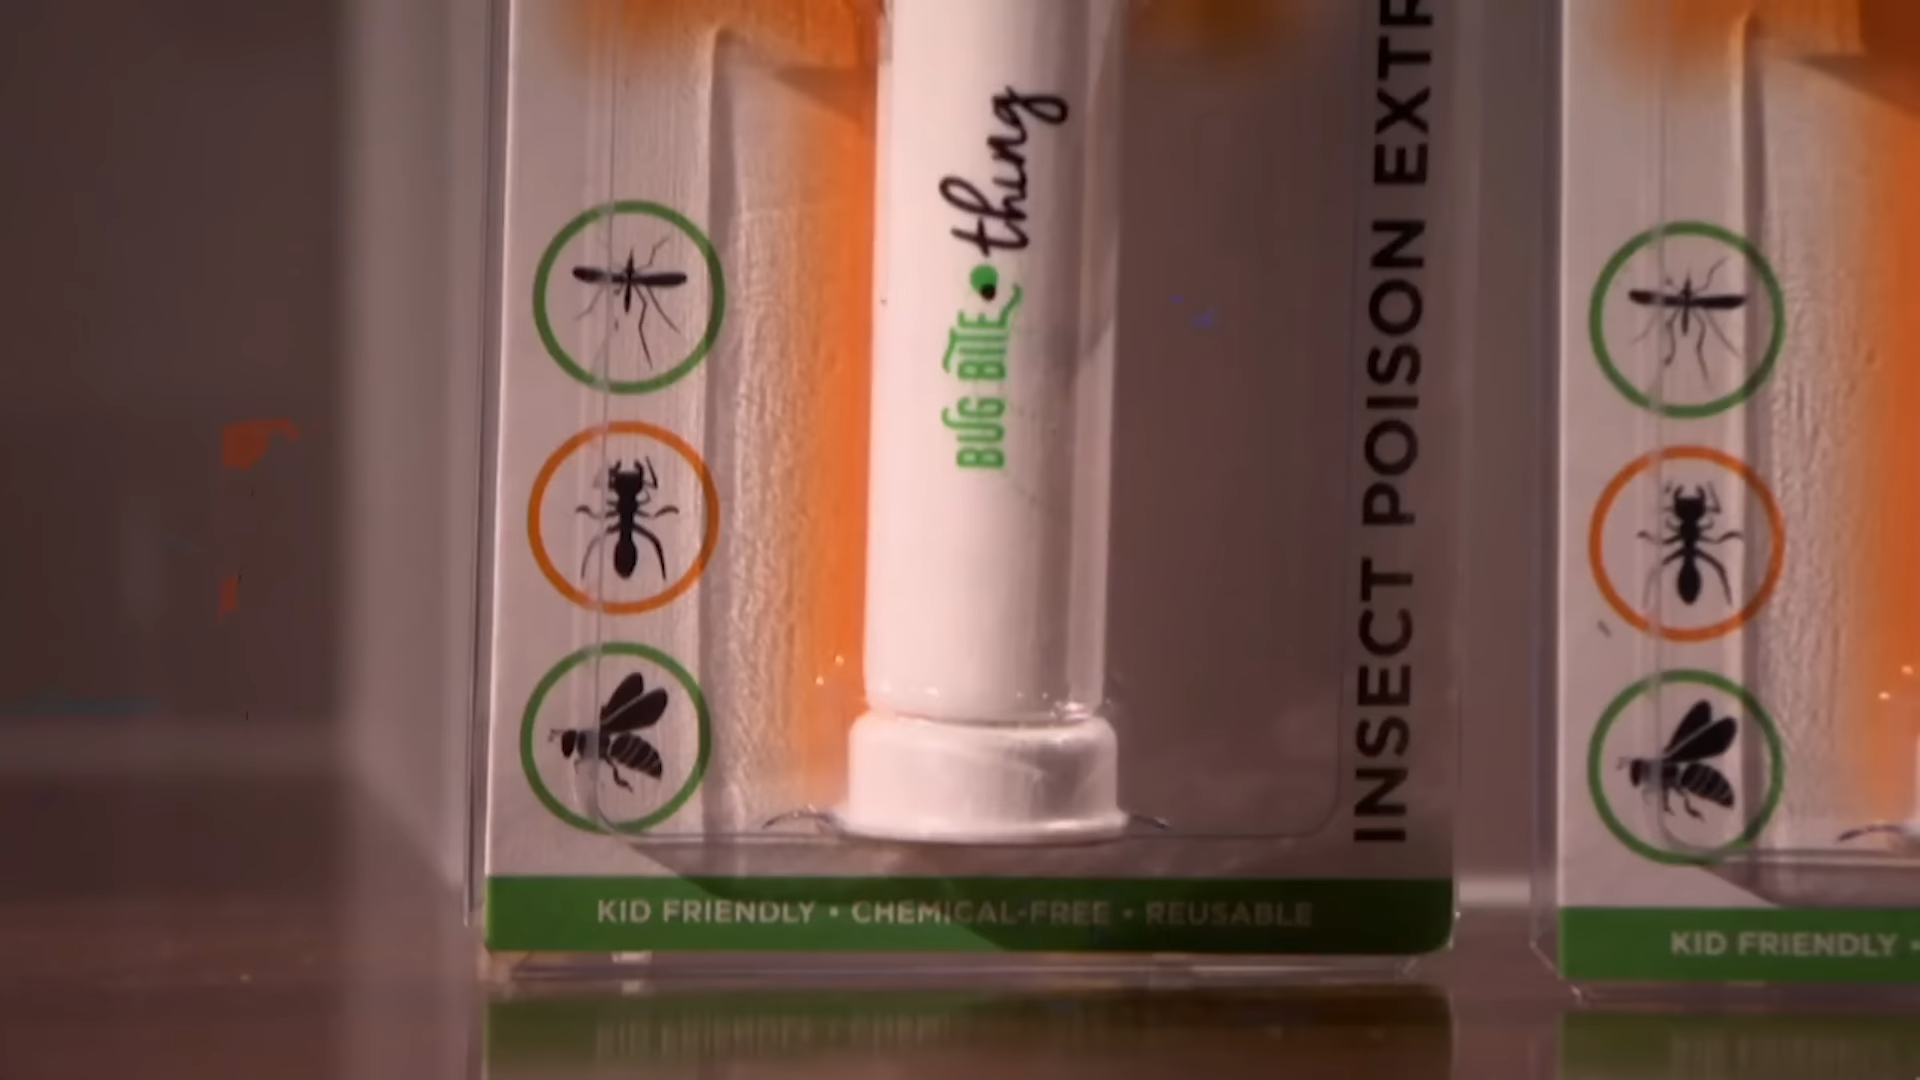 BUG BITE
thing
INSECT POISON EXTR
KID FRIENDLY • CHEMICAL-FREE • REUSABLE
KID FRIENDLY •